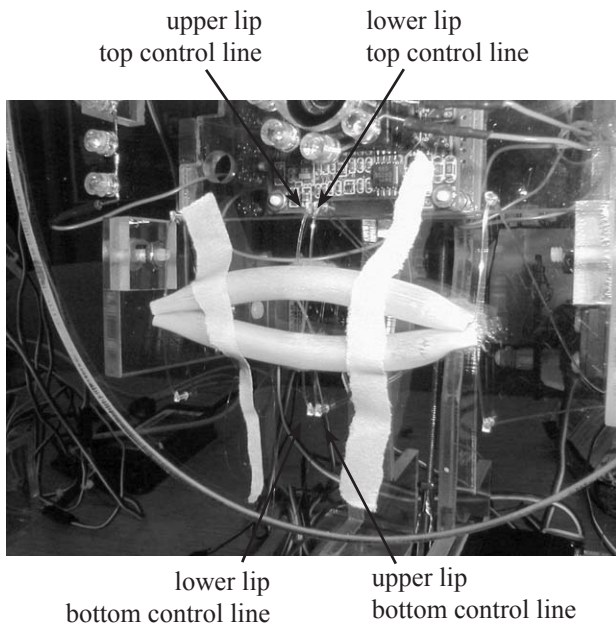 upper lip
top control line
lower lip
top control line
lower lip
bottom control line
upper lip
bottom control line